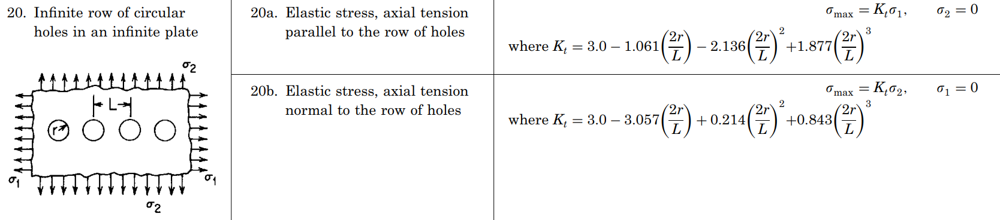 20. Infinite row of circular
holes in an infinite plate
σ₂
L
r
σ₁
σ₁
σ₂
20a. Elastic stress, axial tension
parallel to the row of holes
σmax = Kₜσ₁, σ₂ = 0
where Kₜ = 3.0 − 1.061(2r/L) − 2.136(2r/L)² +1.877(2r/L)³
20b. Elastic stress, axial tension
normal to the row of holes
σmax = Kₜσ₂, σ₁ = 0
where Kₜ = 3.0 − 3.057(2r/L) + 0.214(2r/L)² +0.843(2r/L)³